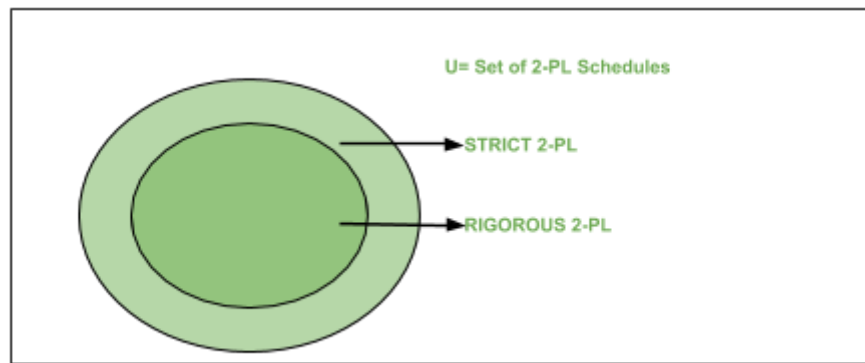 U= Set of 2-PL Schedules
STRICT 2-PL
RIGOROUS 2-PL